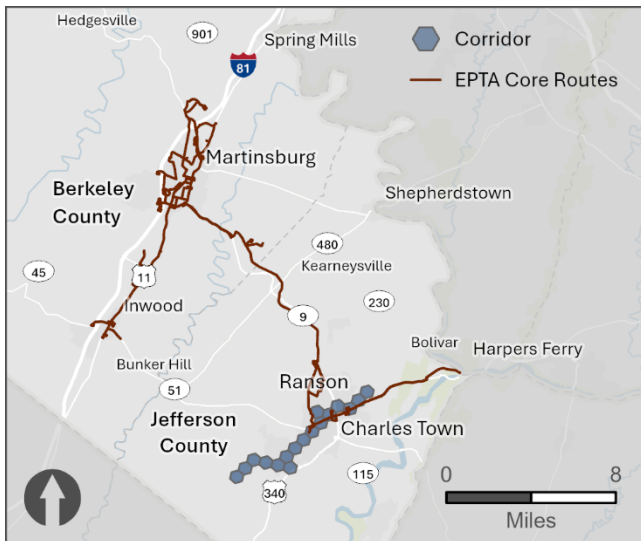 Hedgesville
901
Spring Mills
81
Corridor
EPTA Core Routes
Martinsburg
Berkeley
County
Shepherdstown
480
Kearneysville
45
11
230
Inwood
9
Bolivar
Harpers Ferry
Bunker Hill
51
Ranson
Jefferson
County
Charles Town
115
340
0
8
Miles